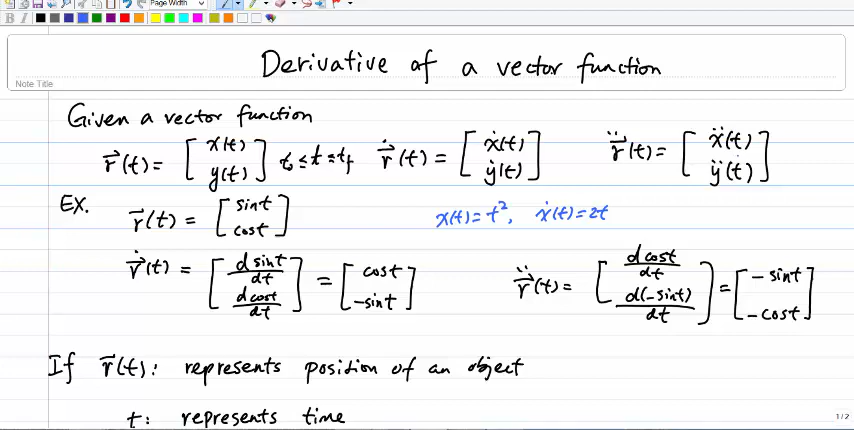 Page Width
B I
Derivative of a vector function
Note Title
Given a vector function
r⃗(t) = [x(t) y(t)] t₀ ≤ t ≤ t_f ṙ⃗(t) = [ẋ(t) ẏ(t)] r̈⃗(t) = [ẍ(t) ÿ(t)]
EX. r⃗(t) = [sint cost] x(t) = t², ẋ(t) = 2t
ṙ⃗(t) = [d sint/dt d cost/dt] = [cost -sint] r̈⃗(t) = [d cost/dt d(-sint)/dt] = [-sint -cost]
If r⃗(t): represents position of an object
t: represents time
1 / 2